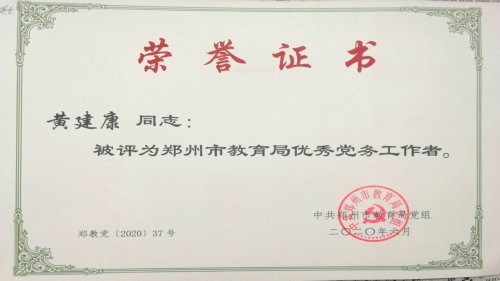 荣誉证书
黄建康 同志：
被评为郑州市教育局优秀党务工作者。
中共郑州市教育局党组
郑教党〔2020〕37号
二〇二〇年六月